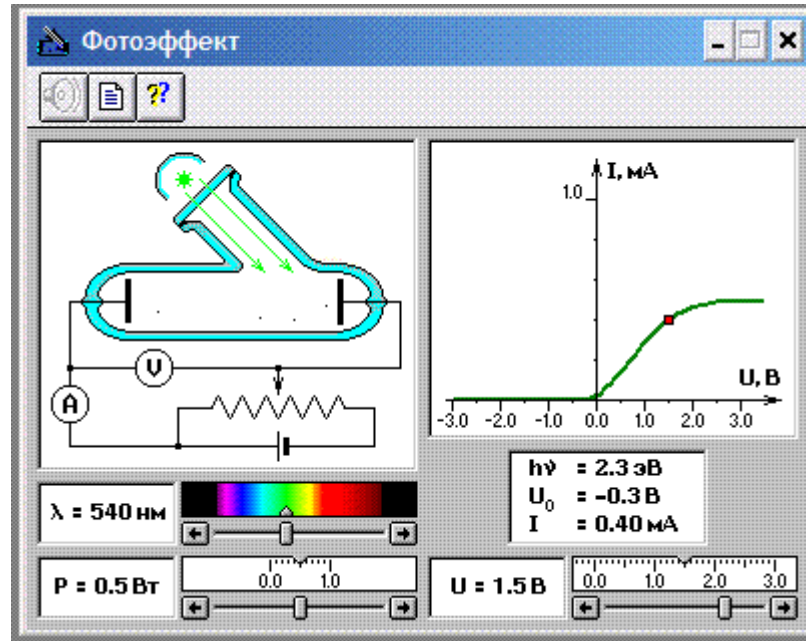 Фотоэффект
??
V
A
I, мА
1.0
U, В
-3.0 -2.0 -1.0 0.0 1.0 2.0 3.0
hν = 2.3 эВ
U₀ = -0.3 В
I = 0.40 мА
λ = 540 нм
P = 0.5 Вт
0.0 1.0
U = 1.5 В
0.0 1.0 2.0 3.0